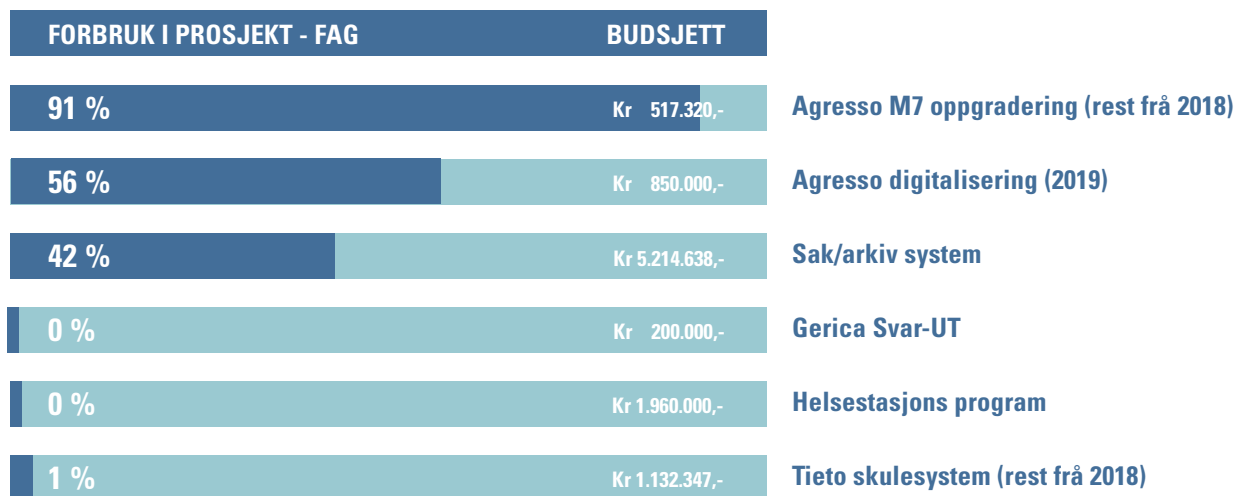 FORBRUK I PROSJEKT - FAG BUDSJETT
91 % Kr 517.320,- Agresso M7 oppgradering (rest frå 2018)
56 % Kr 850.000,- Agresso digitalisering (2019)
42 % Kr 5.214.638,- Sak/arkiv system
0 % Kr 200.000,- Gerica Svar-UT
0 % Kr 1.960.000,- Helsestasjons program
1 % Kr 1.132.347,- Tieto skulesystem (rest frå 2018)